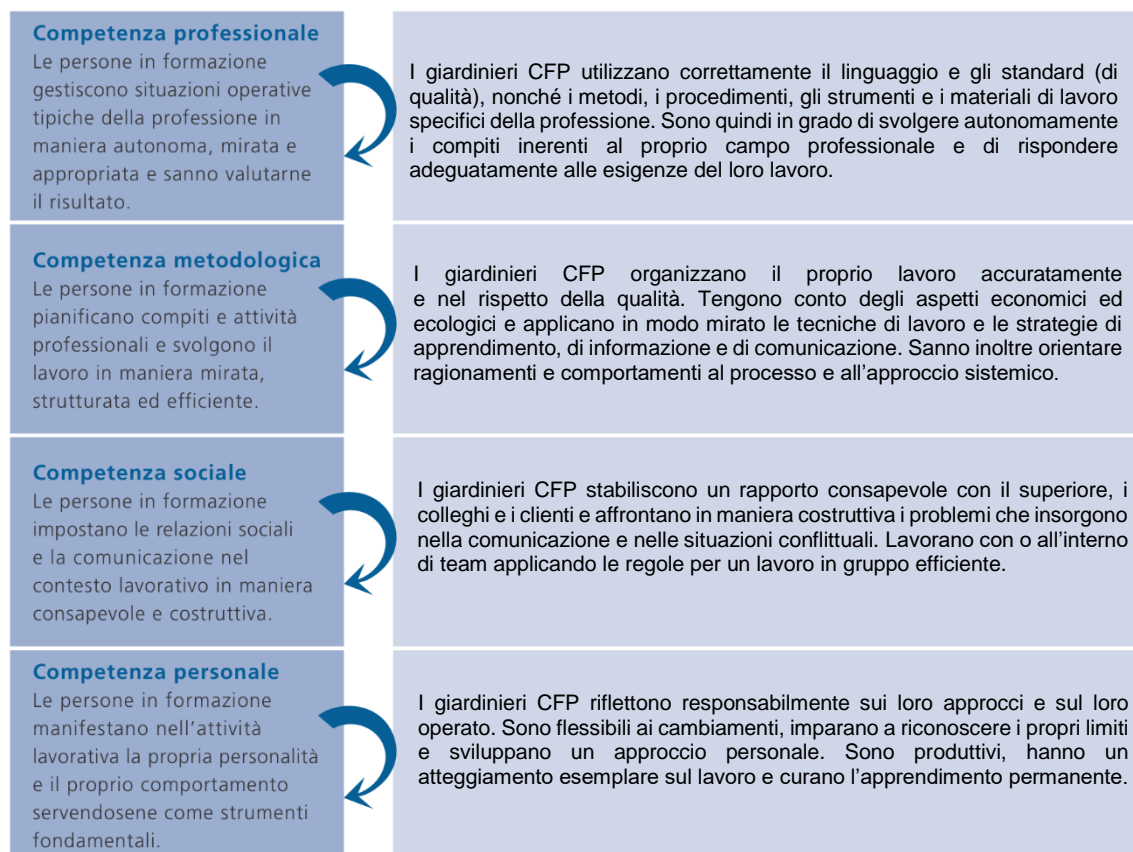 Competenza professionale
Le persone in formazione
gestiscono situazioni operative
tipiche della professione in
maniera autonoma, mirata e
appropriata e sanno valutarne
il risultato.
I giardinieri CFP utilizzano correttamente il linguaggio e gli standard (di
qualità), nonché i metodi, i procedimenti, gli strumenti e i materiali di lavoro
specifici della professione. Sono quindi in grado di svolgere autonomamente
i compiti inerenti al proprio campo professionale e di rispondere
adeguatamente alle esigenze del loro lavoro.
Competenza metodologica
Le persone in formazione
pianificano compiti e attività
professionali e svolgono il
lavoro in maniera mirata,
strutturata ed efficiente.
I giardinieri CFP organizzano il proprio lavoro accuratamente
e nel rispetto della qualità. Tengono conto degli aspetti economici ed
ecologici e applicano in modo mirato le tecniche di lavoro e le strategie di
apprendimento, di informazione e di comunicazione. Sanno inoltre orientare
ragionamenti e comportamenti al processo e all'approccio sistemico.
Competenza sociale
Le persone in formazione
impostano le relazioni sociali
e la comunicazione nel
contesto lavorativo in maniera
consapevole e costruttiva.
I giardinieri CFP stabiliscono un rapporto consapevole con il superiore, i
colleghi e i clienti e affrontano in maniera costruttiva i problemi che insorgono
nella comunicazione e nelle situazioni conflittuali. Lavorano con o all'interno
di team applicando le regole per un lavoro in gruppo efficiente.
Competenza personale
Le persone in formazione
manifestano nell'attività
lavorativa la propria personalità
e il proprio comportamento
servendosene come strumenti
fondamentali.
I giardinieri CFP riflettono responsabilmente sui loro approcci e sul loro
operato. Sono flessibili ai cambiamenti, imparano a riconoscere i propri limiti
e sviluppano un approccio personale. Sono produttivi, hanno un
atteggiamento esemplare sul lavoro e curano l'apprendimento permanente.